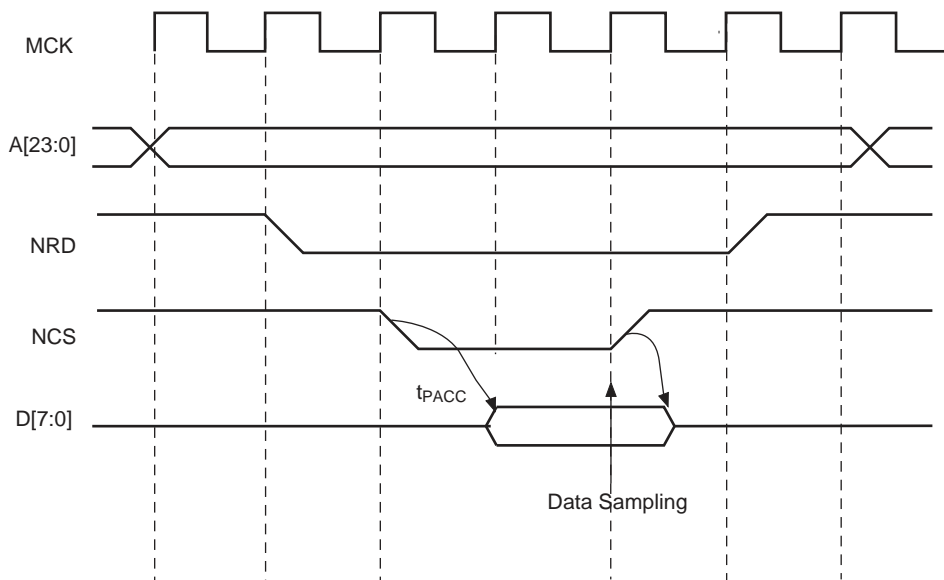 MCK
A[23:0]
NRD
NCS
tPACC
D[7:0]
Data Sampling